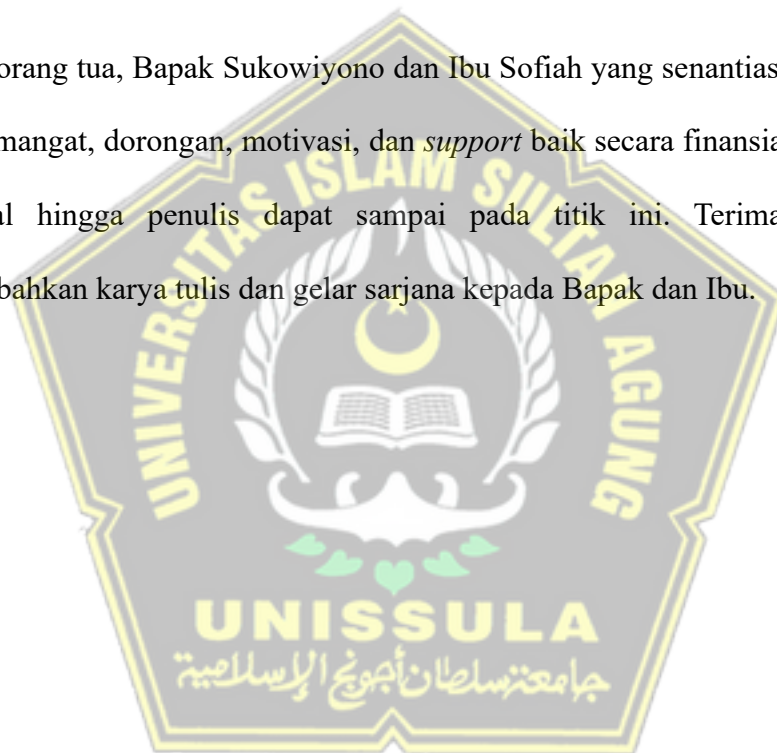 orang tua, Bapak Sukowiyono dan Ibu Sofiah yang senantias
mangat, dorongan, motivasi, dan support baik secara finansia
al hingga penulis dapat sampai pada titik ini. Terima
bahkan karya tulis dan gelar sarjana kepada Bapak dan Ibu.
UNIVERSITAS ISLAM SULTAN AGUNG
UNISSULA
جامعة سلطان أجونج الإسلامية